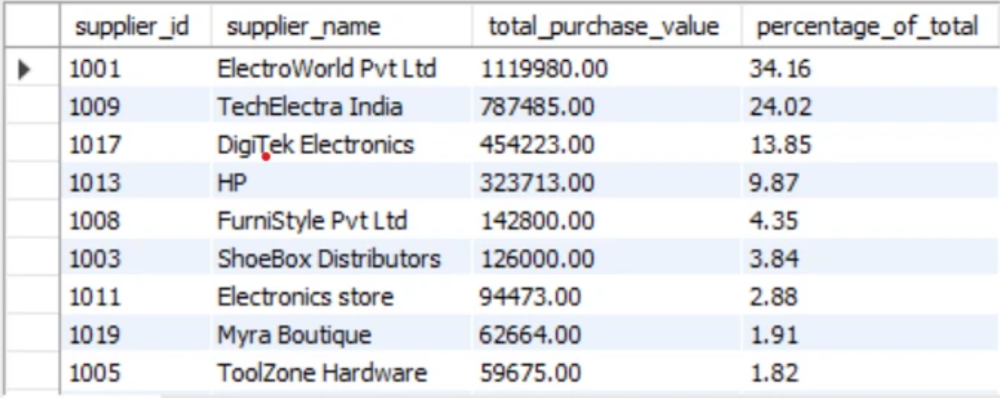 supplier_id supplier_name total_purchase_value percentage_of_total
1001 ElectroWorld Pvt Ltd 1119980.00 34.16
1009 TechElectra India 787485.00 24.02
1017 DigiTek Electronics 454223.00 13.85
1013 HP 323713.00 9.87
1008 FurniStyle Pvt Ltd 142800.00 4.35
1003 ShoeBox Distributors 126000.00 3.84
1011 Electronics store 94473.00 2.88
1019 Myra Boutique 62664.00 1.91
1005 ToolZone Hardware 59675.00 1.82